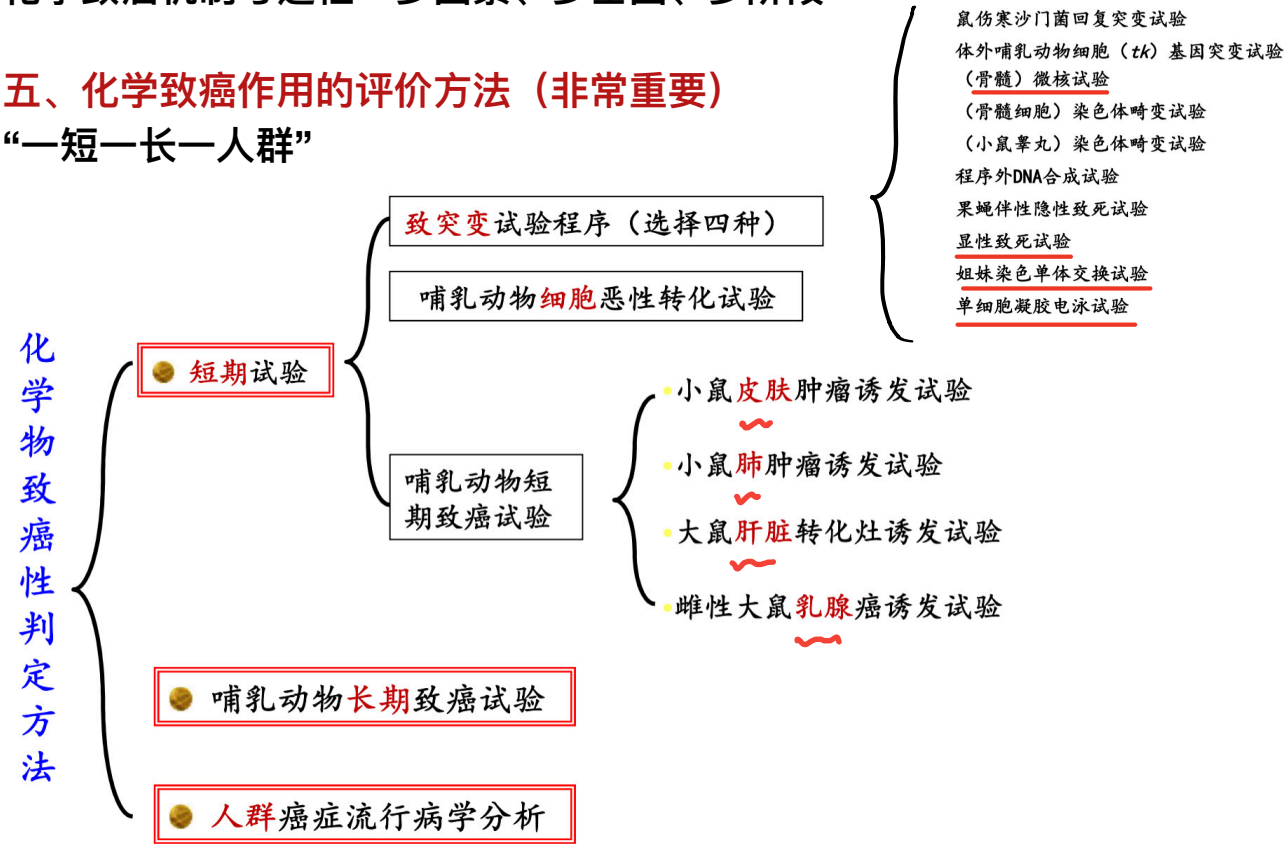 五、化学致癌作用的评价方法（非常重要）
“一短一长一人群”
化学物致癌性判定方法
短期试验
致突变试验程序（选择四种）
鼠伤寒沙门菌回复突变试验
体外哺乳动物细胞（tk）基因突变试验
（骨髓）微核试验
（骨髓细胞）染色体畸变试验
（小鼠睾丸）染色体畸变试验
程序外DNA合成试验
果蝇伴性隐性致死试验
显性致死试验
姐妹染色单体交换试验
单细胞凝胶电泳试验
哺乳动物细胞恶性转化试验
哺乳动物短
期致癌试验
小鼠皮肤肿瘤诱发试验
小鼠肺肿瘤诱发试验
大鼠肝脏转化灶诱发试验
雌性大鼠乳腺癌诱发试验
哺乳动物长期致癌试验
人群癌症流行病学分析